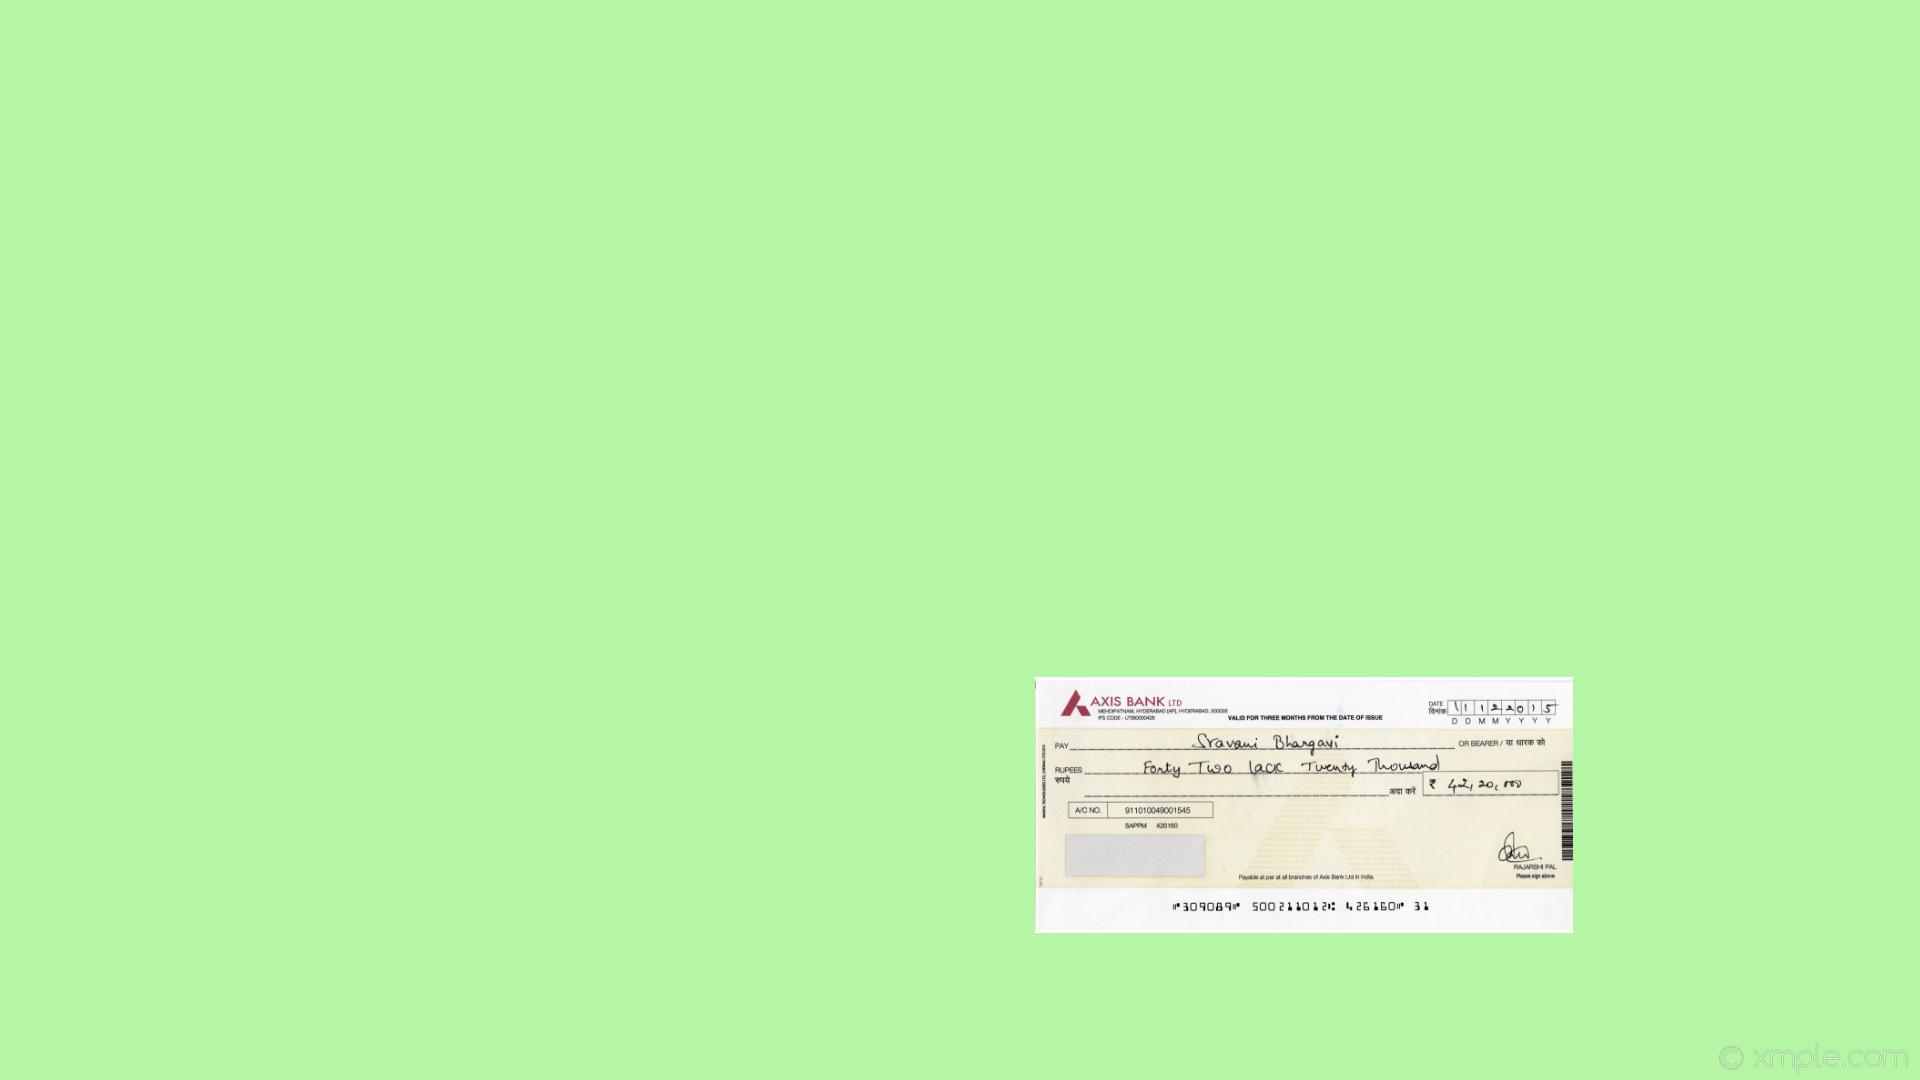 AXIS BANK LTD
MEHDIPATNAM, HYDERABAD [AP], HYDERABAD, 500028
IFS CODE - UTIB0000426
VALID FOR THREE MONTHS FROM THE DATE OF ISSUE
DATE
दिनांक
1 1 1 2 2 0 1 5
D D M M Y Y Y Y
PAY Sravani Bhargavi OR BEARER / या धारक को
RUPEES Forty Two lack Twenty Thousand
रुपये
अदा करें ₹ 42,20,000
A/C NO. 911010049001545
SAPPM 426160
RAJARSHI PAL
Please sign above
Payable at par at all branches of Axis Bank Ltd in India.
⑈309089⑈ 500211012⑆ 426160⑈ 31
© xmple.com